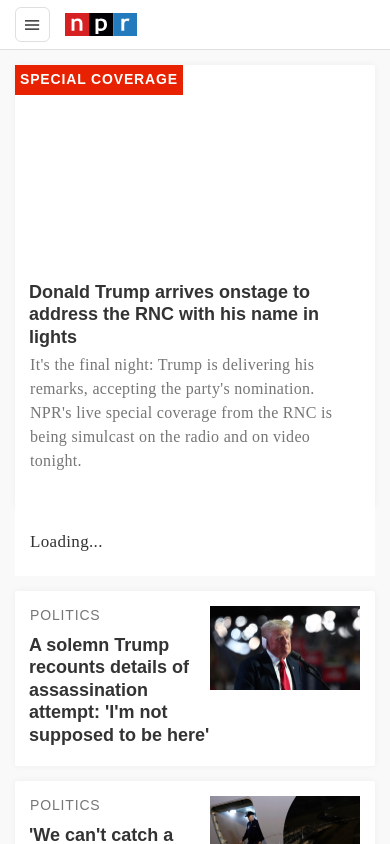 npr
SPECIAL COVERAGE
Donald Trump arrives onstage to
address the RNC with his name in
lights
It's the final night: Trump is delivering his
remarks, accepting the party's nomination.
NPR's live special coverage from the RNC is
being simulcast on the radio and on video
tonight.
Loading...
POLITICS
A solemn Trump
recounts details of
assassination
attempt: 'I'm not
supposed to be here'
POLITICS
'We can't catch a